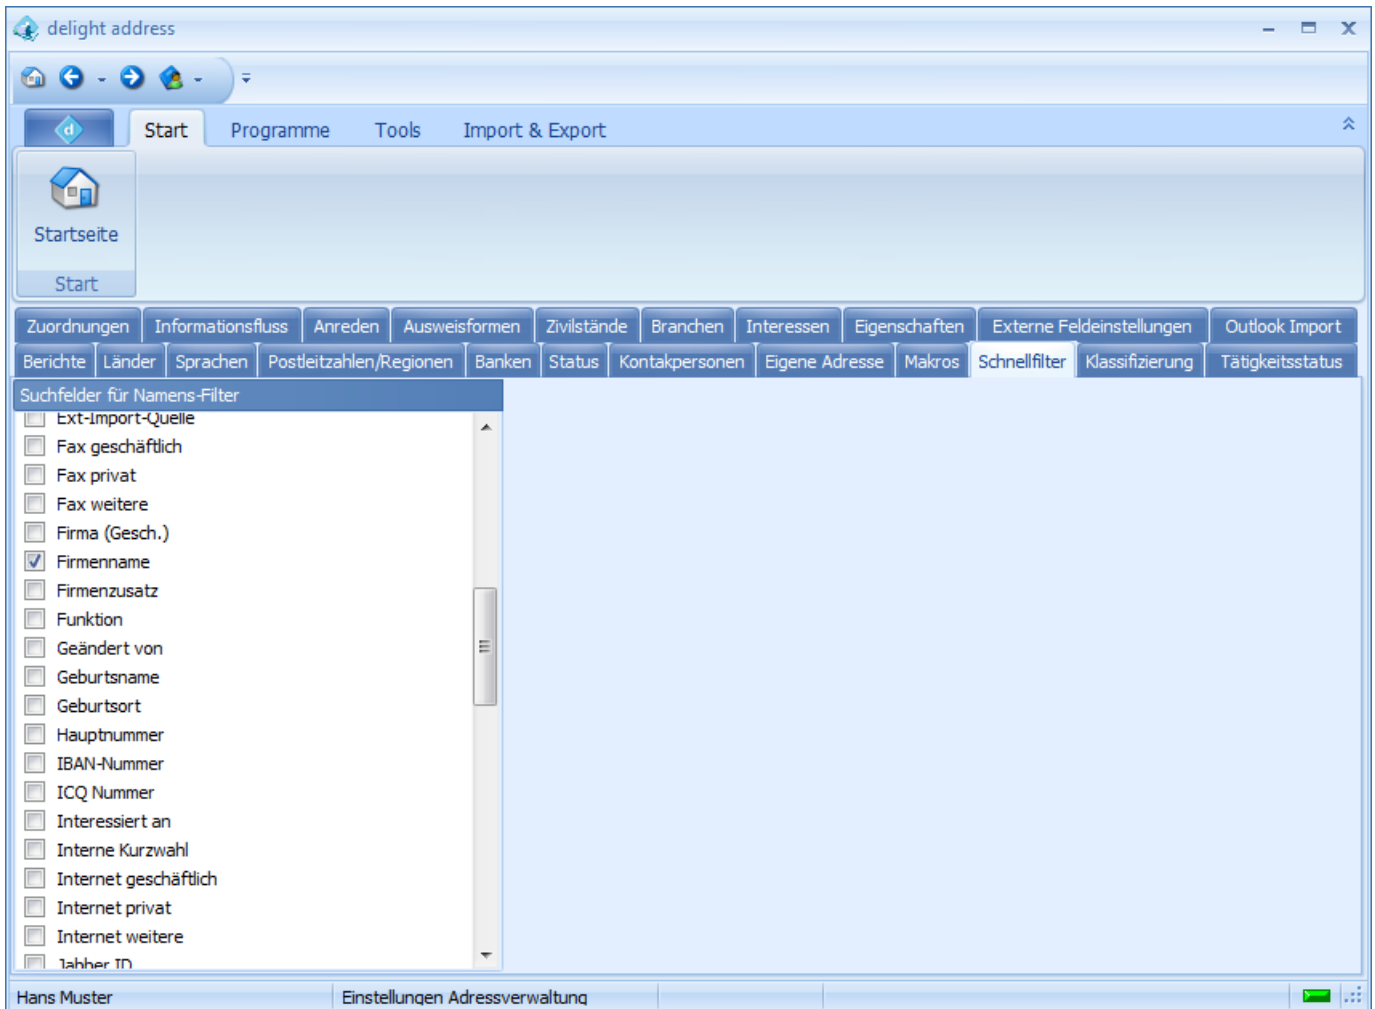 delight address
Start Programme Tools Import & Export
Startseite
Start
Zuordnungen Informationsfluss Anreden Ausweisformen Zivilstände Branchen Interessen Eigenschaften Externe Feldeinstellungen Outlook Import
Berichte Länder Sprachen Postleitzahlen/Regionen Banken Status Kontakpersonen Eigene Adresse Makros Schnellfilter Klassifizierung Tätigkeitsstatus
Suchfelder für Namens-Filter
Ext-Import-Quelle
Fax geschäftlich
Fax privat
Fax weitere
Firma (Gesch.)
Firmenname
Firmenzusatz
Funktion
Geändert von
Geburtsname
Geburtsort
Hauptnummer
IBAN-Nummer
ICQ Nummer
Interessiert an
Interne Kurzwahl
Internet geschäftlich
Internet privat
Internet weitere
Jabber ID
Hans Muster Einstellungen Adressverwaltung